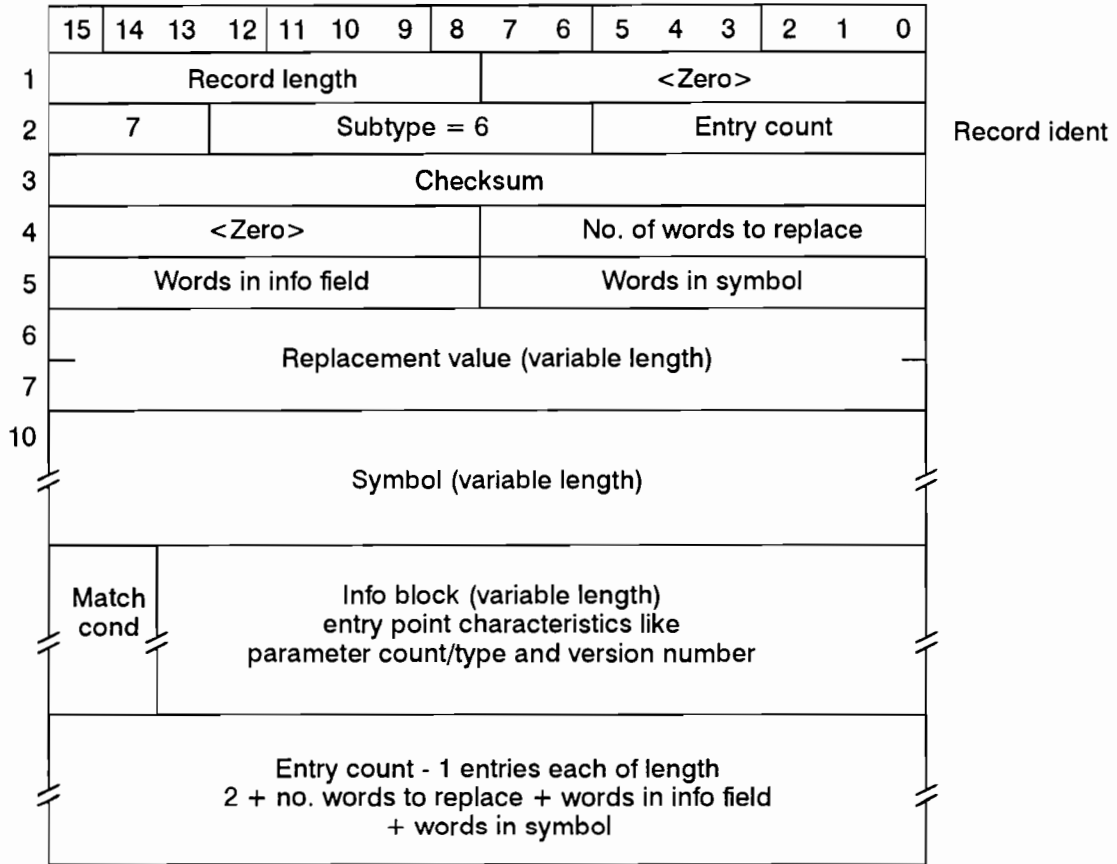 15 14 13 12 11 10 9 8 7 6 5 4 3 2 1 0
1 Record length <Zero>
2 7 Subtype = 6 Entry count Record ident
3 Checksum
4 <Zero> No. of words to replace
5 Words in info field Words in symbol
6
Replacement value (variable length)
7
10
Symbol (variable length)
Match
cond
Info block (variable length)
entry point characteristics like
parameter count/type and version number
Entry count - 1 entries each of length
2 + no. words to replace + words in info field
+ words in symbol